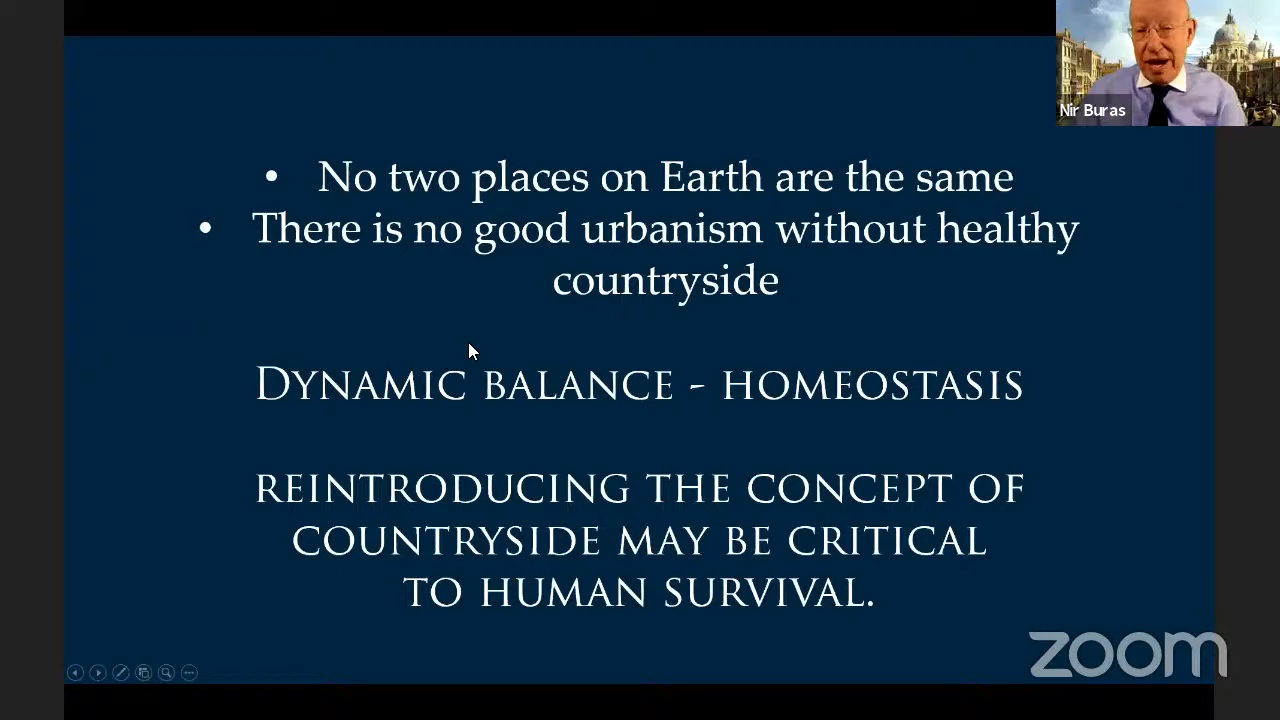 Nir Buras
• No two places on Earth are the same
• There is no good urbanism without healthy
countryside
DYNAMIC BALANCE - HOMEOSTASIS
REINTRODUCING THE CONCEPT OF
COUNTRYSIDE MAY BE CRITICAL
TO HUMAN SURVIVAL.
zoom